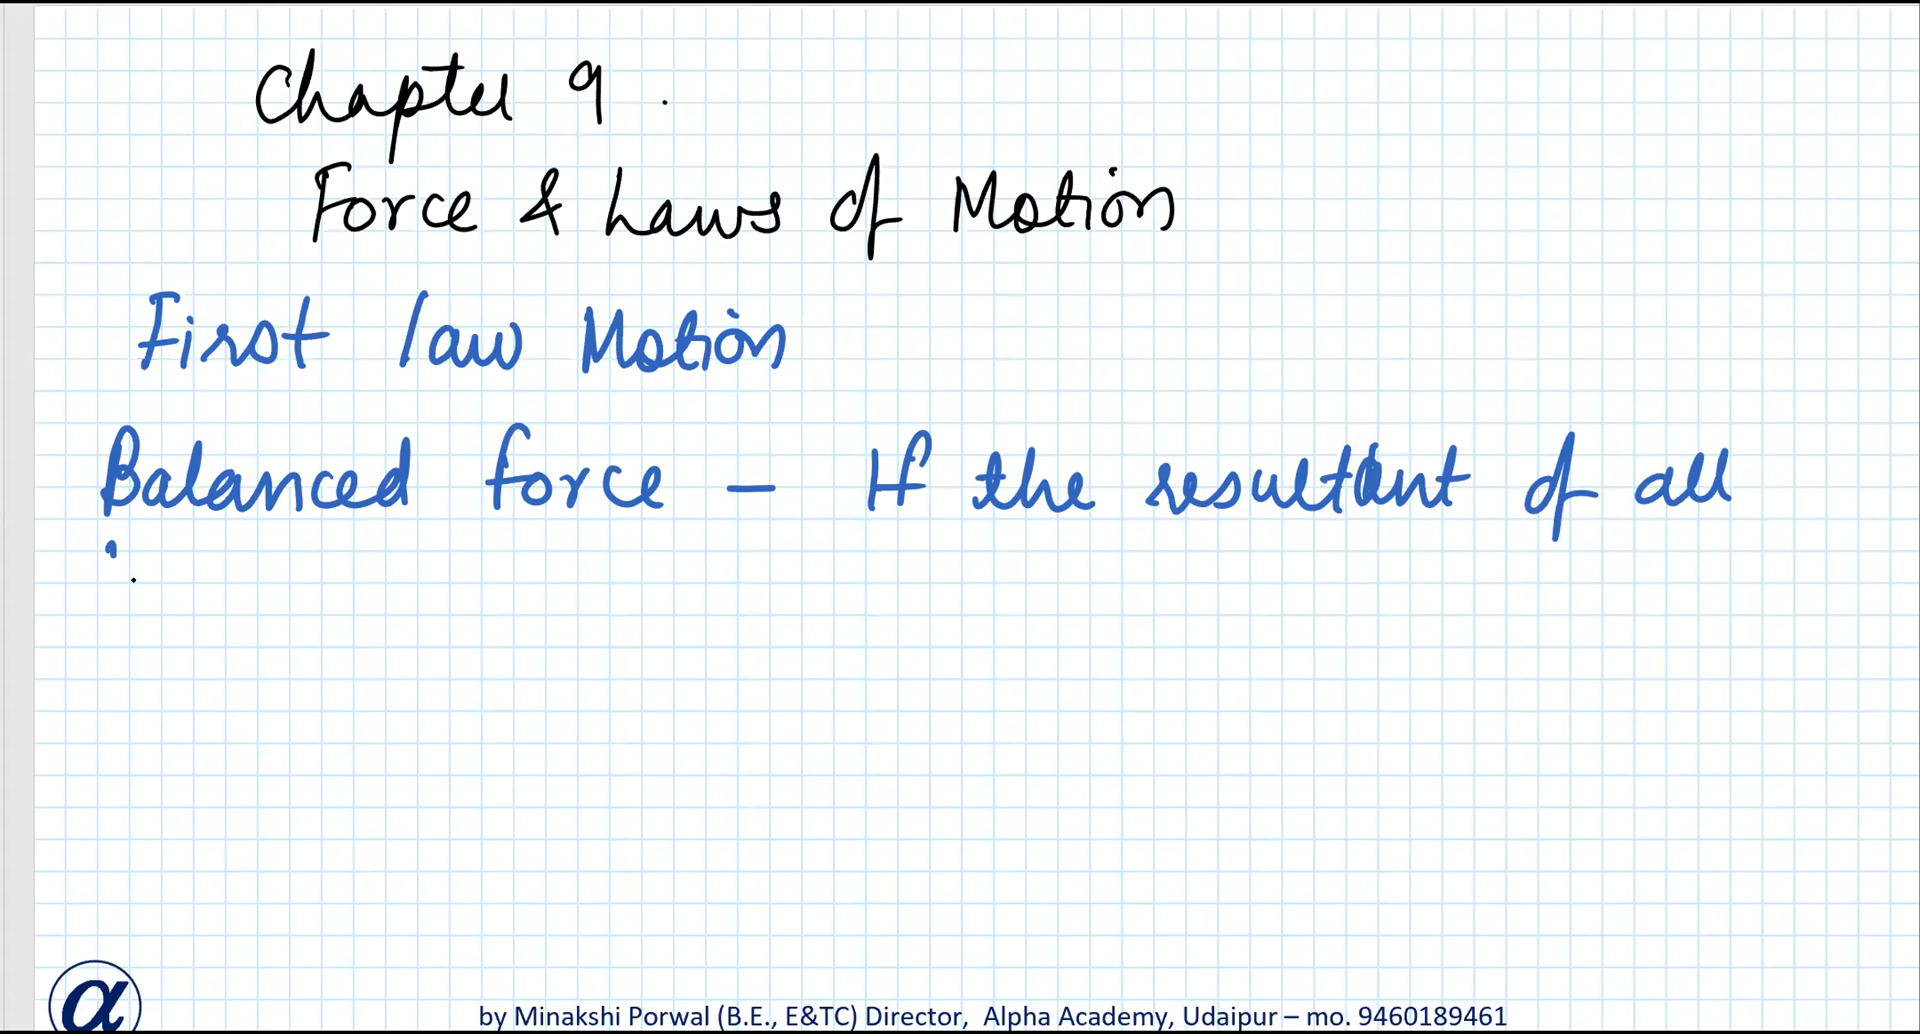 Chapter 9.
Force & Laws of Motion
First law Motion
Balanced force – If the resultant of all
α
by Minakshi Porwal (B.E., E&TC) Director, Alpha Academy, Udaipur – mo. 9460189461